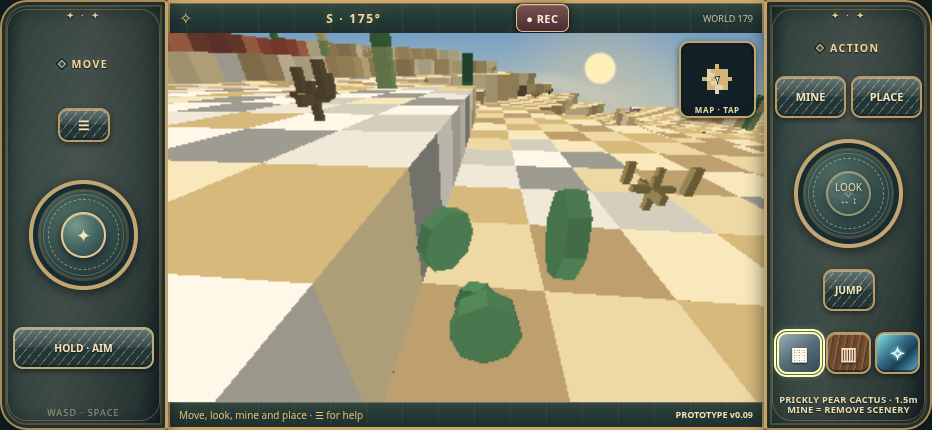 MOVE
HOLD · AIM
WASD · SPACE
S · 175°
● REC
WORLD 179
MAP · TAP
Move, look, mine and place · ☰ for help
PROTOTYPE v0.09
ACTION
MINE
PLACE
LOOK
JUMP
PRICKLY PEAR CACTUS · 1.5m
MINE = REMOVE SCENERY